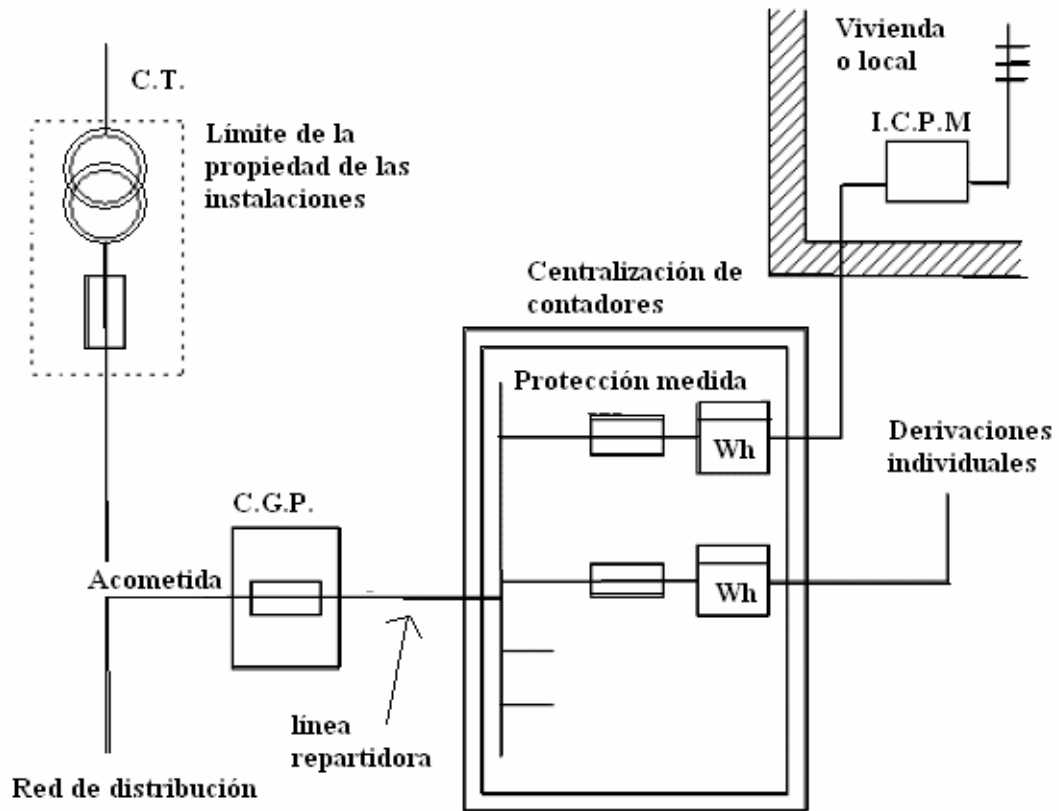 C.T.
Límite de la
propiedad de las
instalaciones
Vivienda
o local
I.C.P.M
Centralización de
contadores
Protección medida
Wh
Derivaciones
individuales
C.G.P.
Acometida
Wh
línea
repartidora
Red de distribución